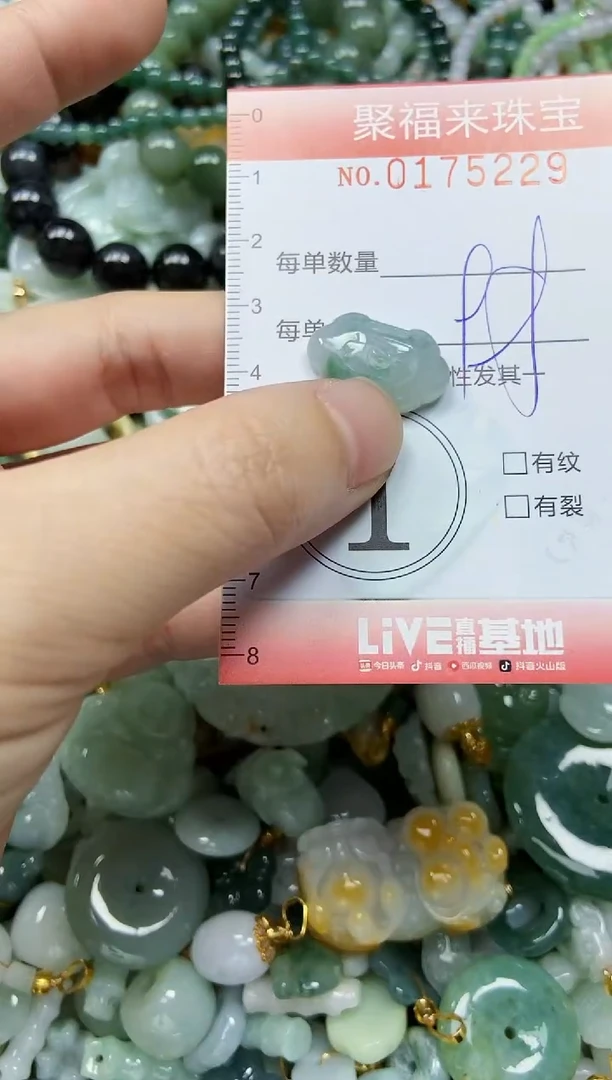 0
聚福来珠宝
1
NO.0175229
2
每单数量
3
每单
4
性发其一
1
□有纹
□有裂
7
LiVE真福基地
8
今日头条 抖音 西瓜视频 抖音火山版